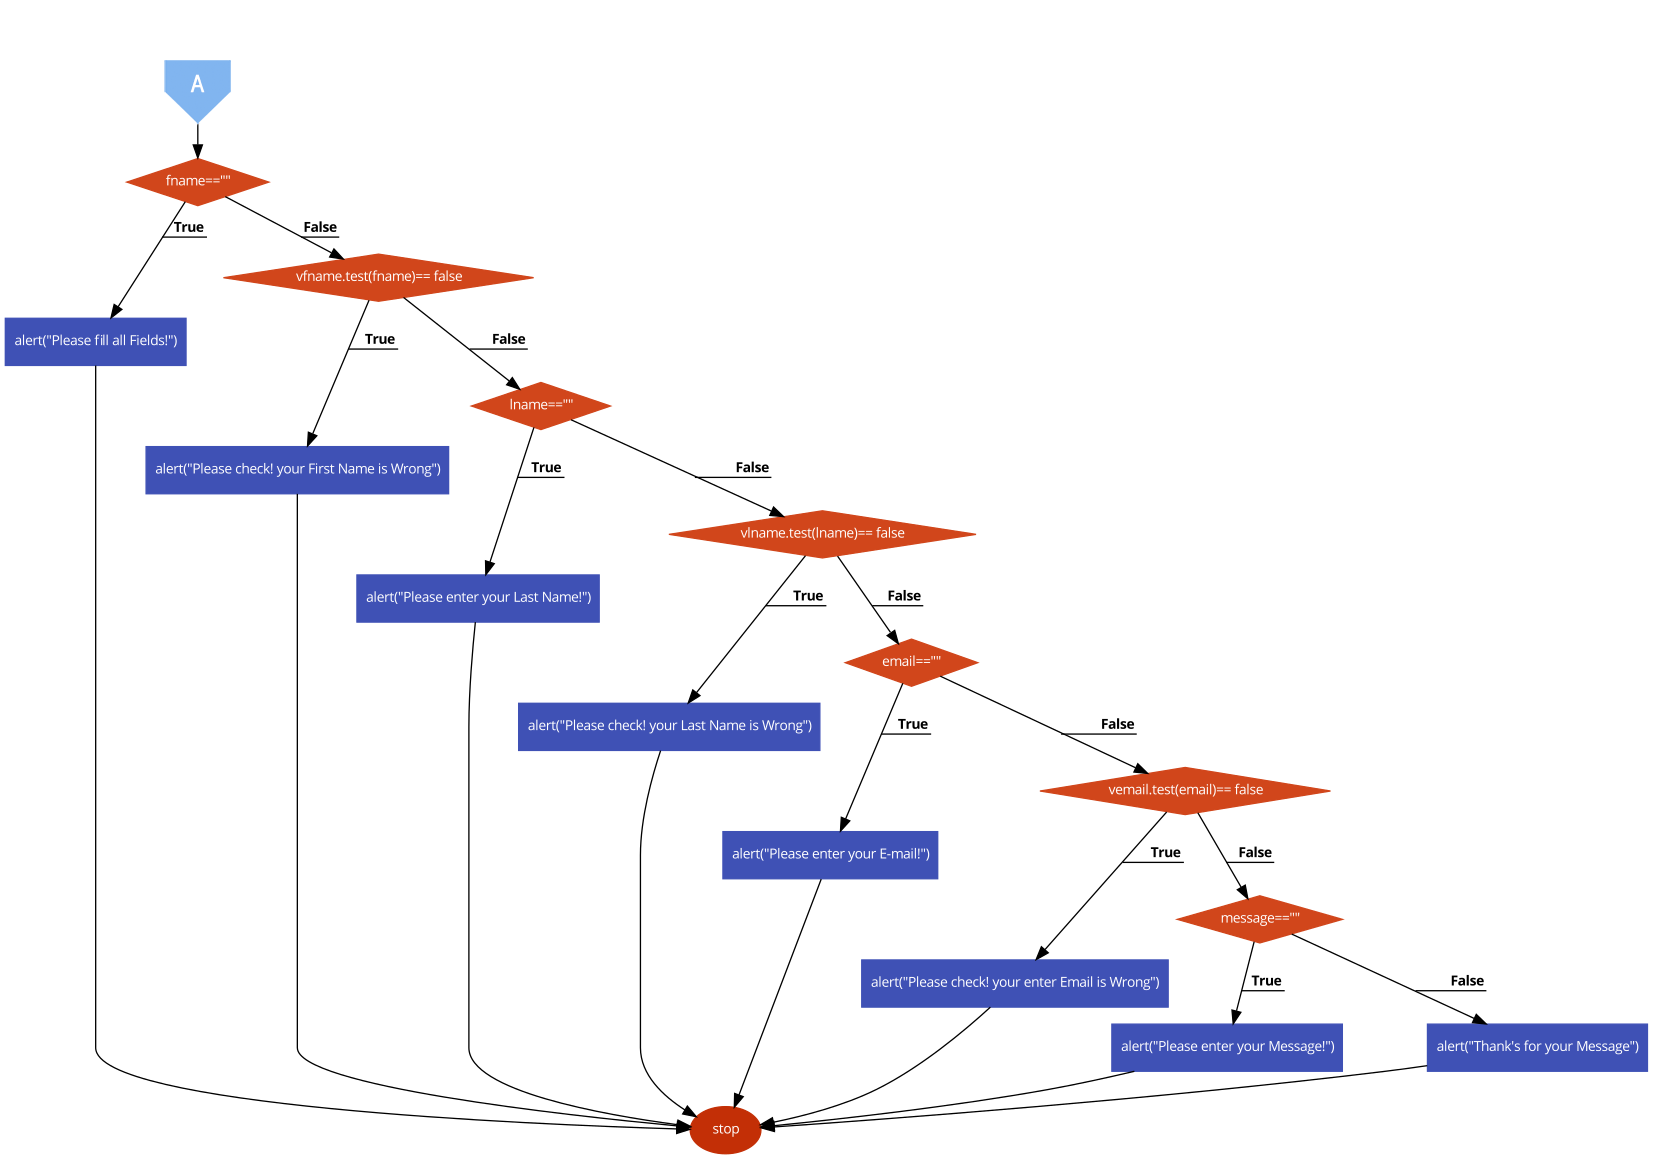 A
fname==""
True
False
vfname.test(fname)== false
alert("Please fill all Fields!")
True
False
lname==""
alert("Please check! your First Name is Wrong")
True
False
vlname.test(lname)== false
alert("Please enter your Last Name!")
True
False
email==""
alert("Please check! your Last Name is Wrong")
True
False
vemail.test(email)== false
alert("Please enter your E-mail!")
True
False
message==""
alert("Please check! your enter Email is Wrong")
True
False
alert("Please enter your Message!")
alert("Thank's for your Message")
stop